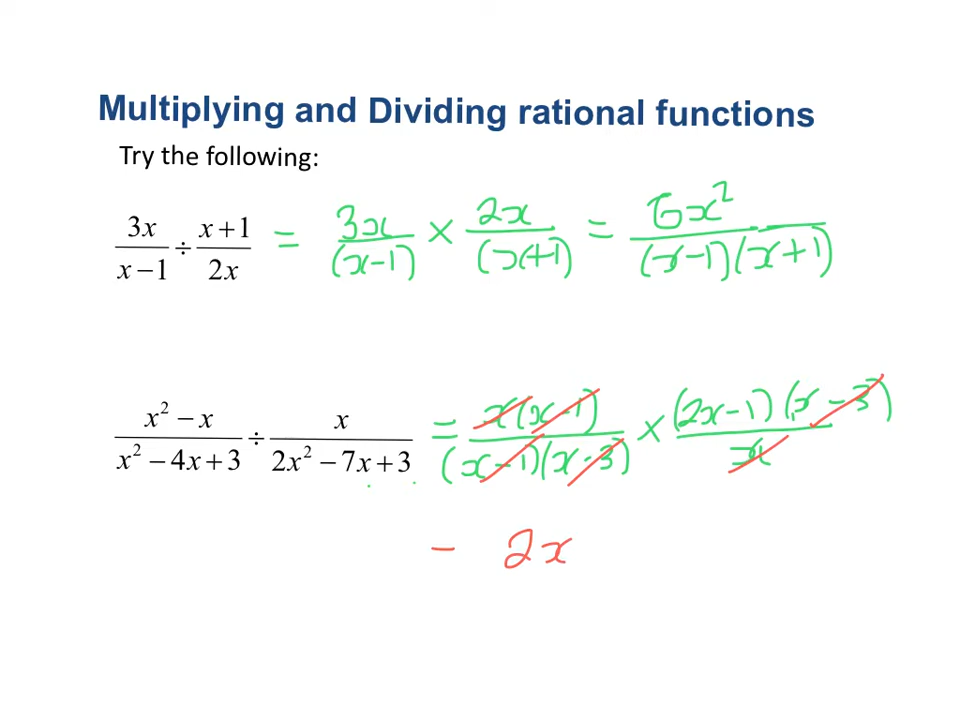 Multiplying and Dividing rational functions
Try the following:
3x/(x−1) ÷ (x+1)/2x = 3x/(x−1) × 2x/(x+1) = 6x²/(x−1)(x+1)
(x² − x)/(x² − 4x + 3) ÷ x/(2x² − 7x + 3) = x(x−1)/(x−1)(x−3) × (2x−1)(x−3)/x
− 2x